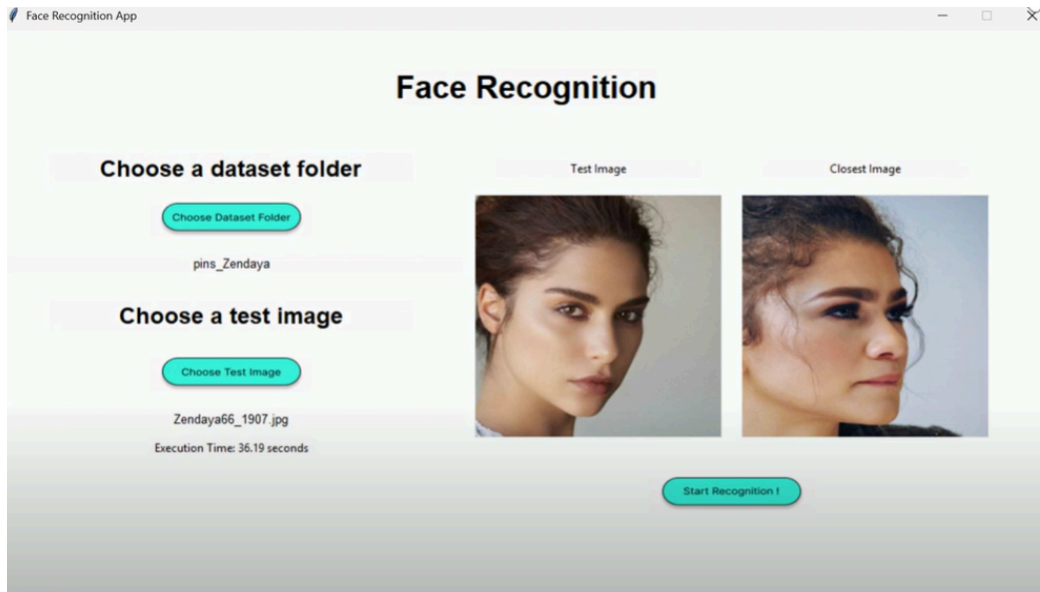 Face Recognition App
Face Recognition
Choose a dataset folder
Choose Dataset Folder
pins_Zendaya
Choose a test image
Choose Test Image
Zendaya66_1907.jpg
Execution Time: 36.19 seconds
Test Image
Closest Image
Start Recognition !